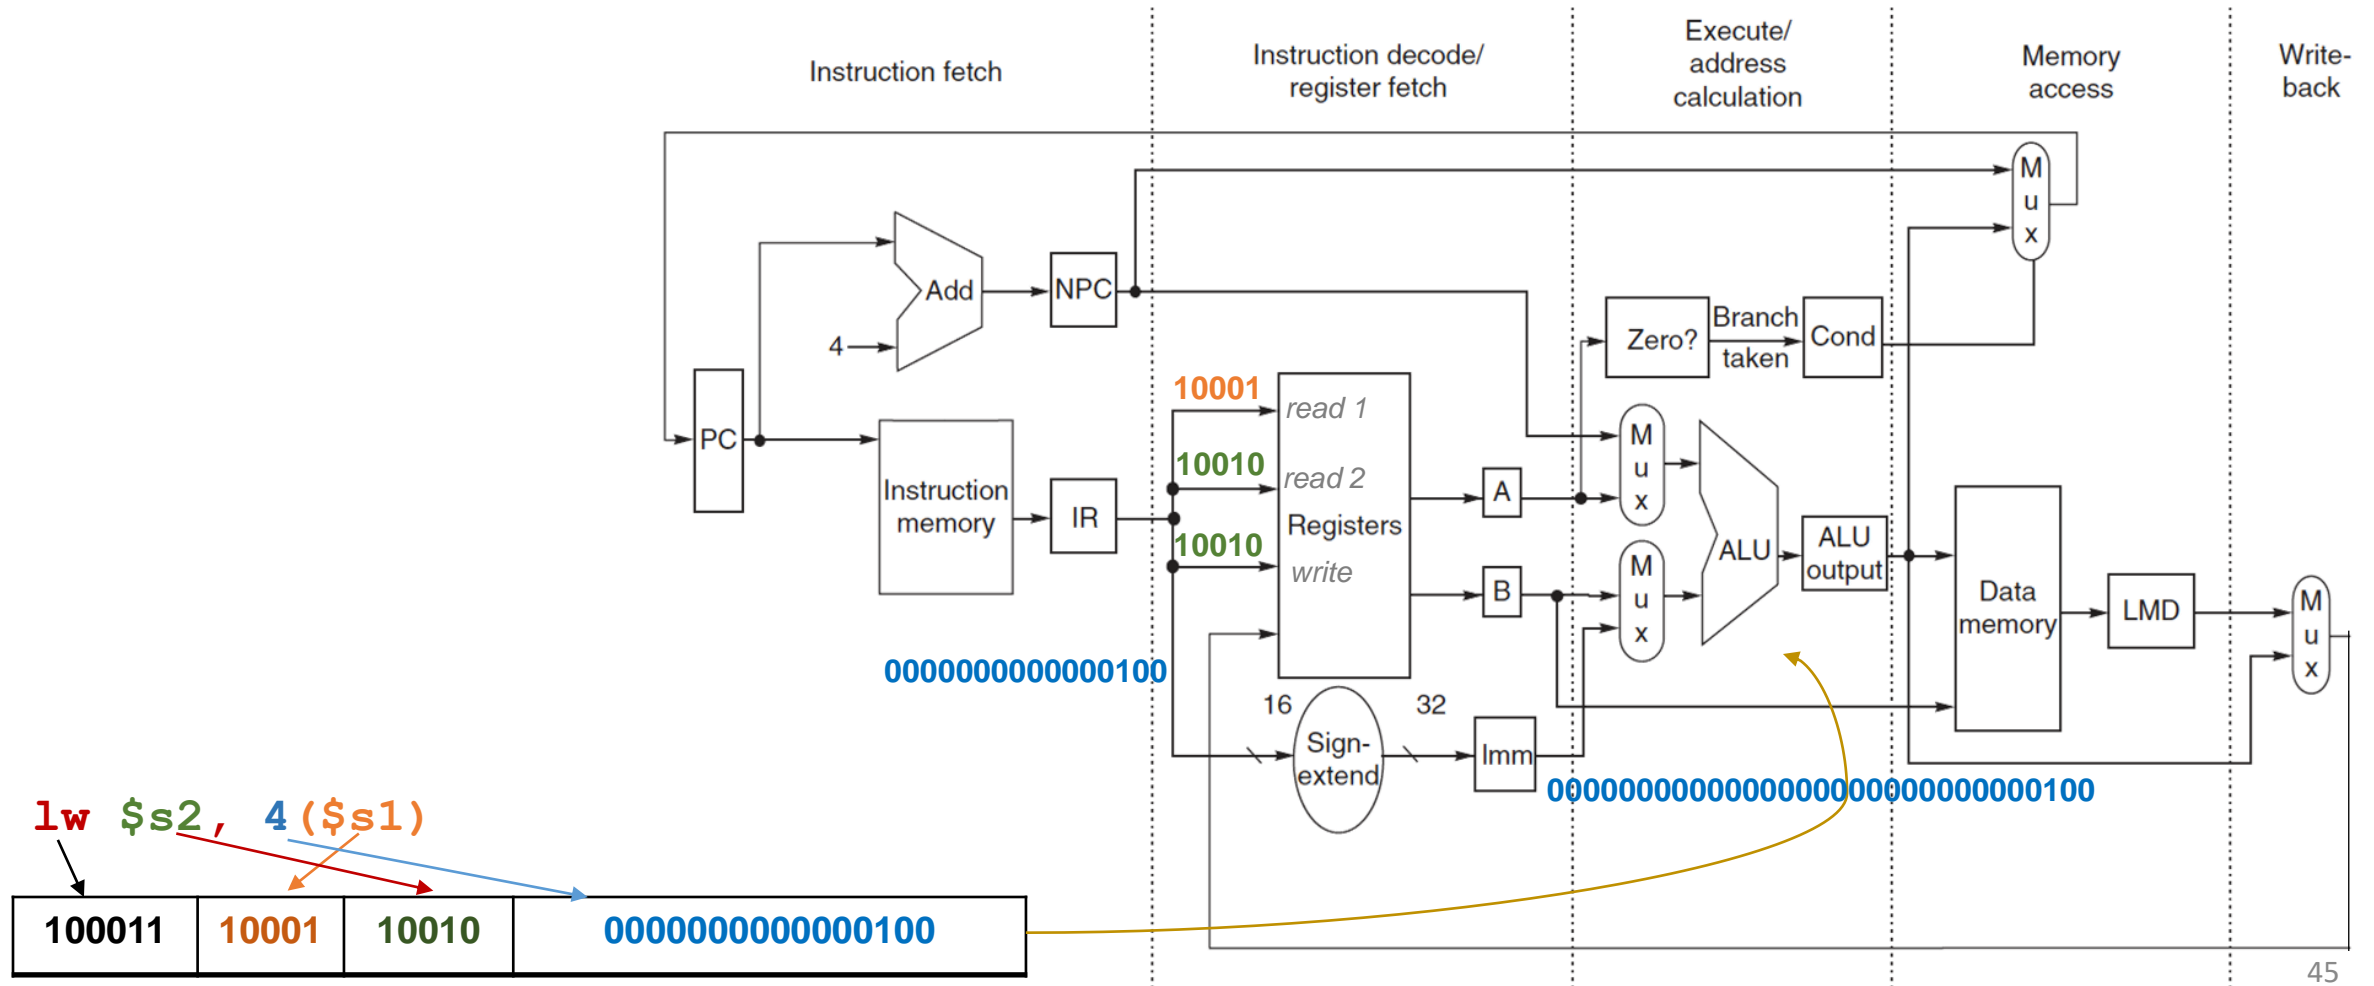 Instruction fetch
Instruction decode/
register fetch
Execute/
address
calculation
Memory
access
Write-
back
M
u
x
Add
NPC
4
Zero?
Branch
taken
Cond
PC
Instruction
memory
IR
10001
read 1
10010
read 2
Registers
10010
write
A
B
M
u
x
M
u
x
ALU
ALU
output
Data
memory
LMD
M
u
x
0000000000000100
16
Sign-
extend
32
Imm
00000000000000000000000000000100
lw $s2, 4($s1)
100011 10001 10010 0000000000000100
45